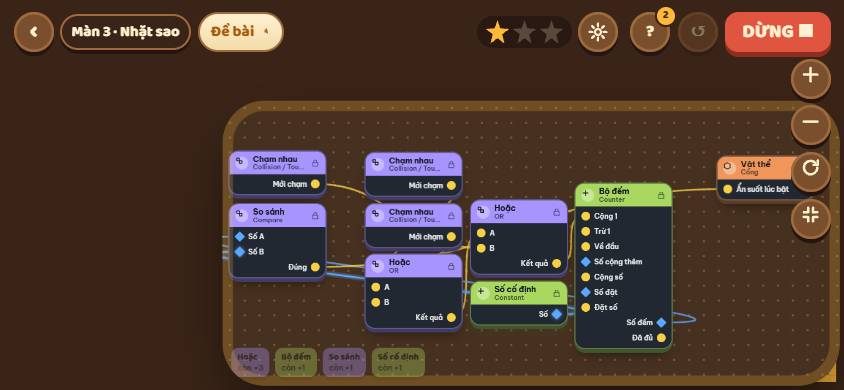 Màn 3 · Nhặt sao
Đề bài
2
?
DỪNG
Chạm nhau
Collision / Tou...
Mới chạm
So sánh
Compare
Số A
Số B
Đúng
Chạm nhau
Collision / Tou...
Mới chạm
Chạm nhau
Collision / Tou...
Mới chạm
Hoặc
OR
A
B
Kết quả
Hoặc
OR
A
B
Kết quả
Số cố định
Constant
Số
Bộ đếm
Counter
Cộng 1
Trừ 1
Về đầu
Số cộng thêm
Cộng số
Số đặt
Đặt số
Số đếm
Đã đủ
Vật thể
Cổng
Ẩn suốt lúc bật
Hoặc
còn +3
Bộ đếm
còn +1
So sánh
còn +1
Số cố định
còn +1